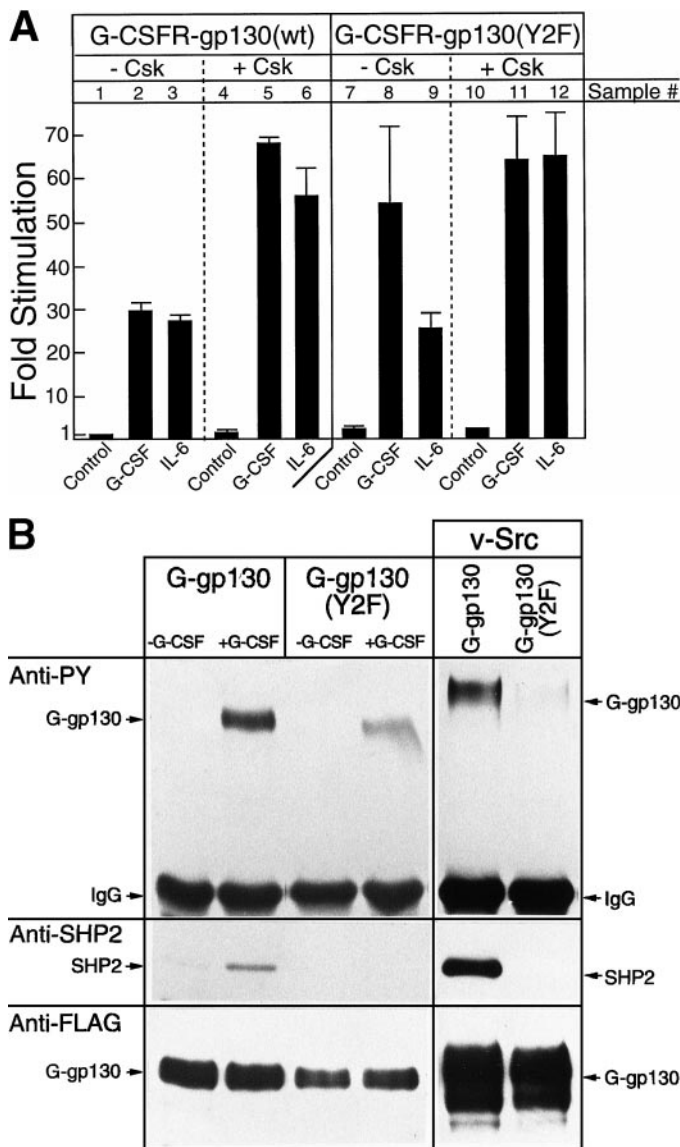 A
G-CSFR-gp130(wt) G-CSFR-gp130(Y2F)
- Csk + Csk - Csk + Csk
1 2 3 4 5 6 7 8 9 10 11 12 Sample #
Fold Stimulation
70
60
50
40
30
20
10
1
Control G-CSF IL-6 Control G-CSF IL-6 Control G-CSF IL-6 Control G-CSF IL-6
B
v-Src
G-gp130 G-gp130 (Y2F)
G-gp130 G-gp130
(Y2F)
-G-CSF +G-CSF -G-CSF +G-CSF
Anti-PY
G-gp130 G-gp130
IgG IgG
Anti-SHP2
SHP2 SHP2
Anti-FLAG
G-gp130 G-gp130